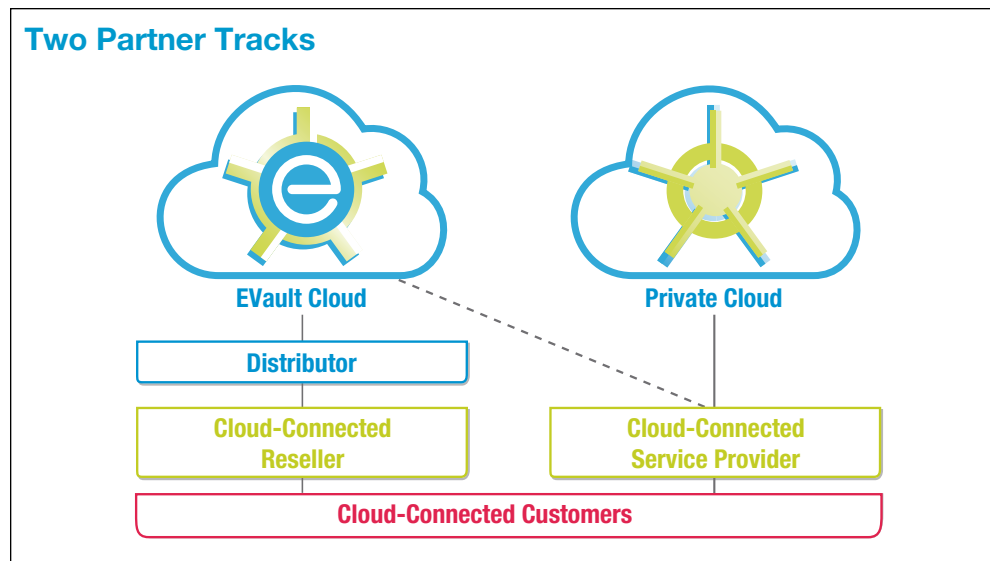 Two Partner Tracks
e
EVault Cloud
Private Cloud
Distributor
Cloud-Connected
Reseller
Cloud-Connected
Service Provider
Cloud-Connected Customers